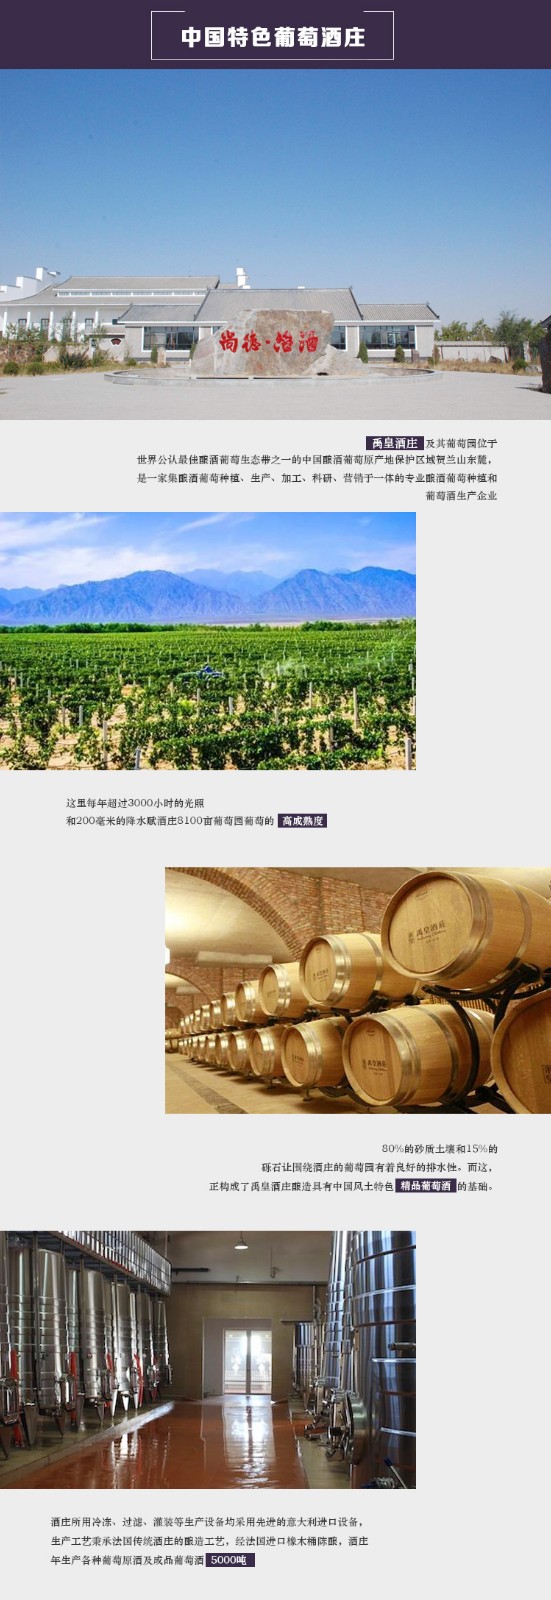 中国特色葡萄酒庄
尚德·酒酒
禹皇酒庄 及其葡萄园位于
世界公认最佳酿酒葡萄生态带之一的中国酿酒葡萄原产地保护区域贺兰山东麓，
是一家集酿酒葡萄种植、生产、加工、科研、营销于一体的专业酿酒葡萄种植和
葡萄酒生产企业
这里每年超过3000小时的光照
和200毫米的降水赋酒庄8100亩葡萄园葡萄的 高成熟度
禹皇酒庄
禹皇酒庄
禹皇酒庄
80%的砂质土壤和15%的
砾石让围绕酒庄的葡萄园有着良好的排水性。而这，
正构成了禹皇酒庄酿造具有中国风土特色 精品葡萄酒 的基础。
酒庄所用冷冻、过滤、灌装等生产设备均采用先进的意大利进口设备，
生产工艺秉承法国传统酒庄的酿造工艺，经法国进口橡木桶陈酿，酒庄
年生产各种葡萄原酒及成品葡萄酒 5000吨